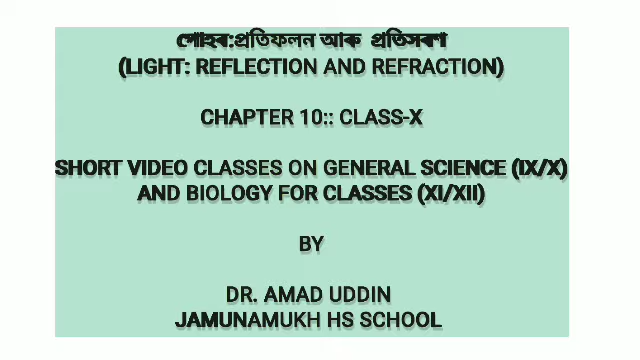 পোহৰ:প্ৰতিফলন আৰু প্ৰতিসৰণ
(LIGHT: REFLECTION AND REFRACTION)
CHAPTER 10:: CLASS-X
SHORT VIDEO CLASSES ON GENERAL SCIENCE (IX/X)
AND BIOLOGY FOR CLASSES (XI/XII)
BY
DR. AMAD UDDIN
JAMUNAMUKH HS SCHOOL